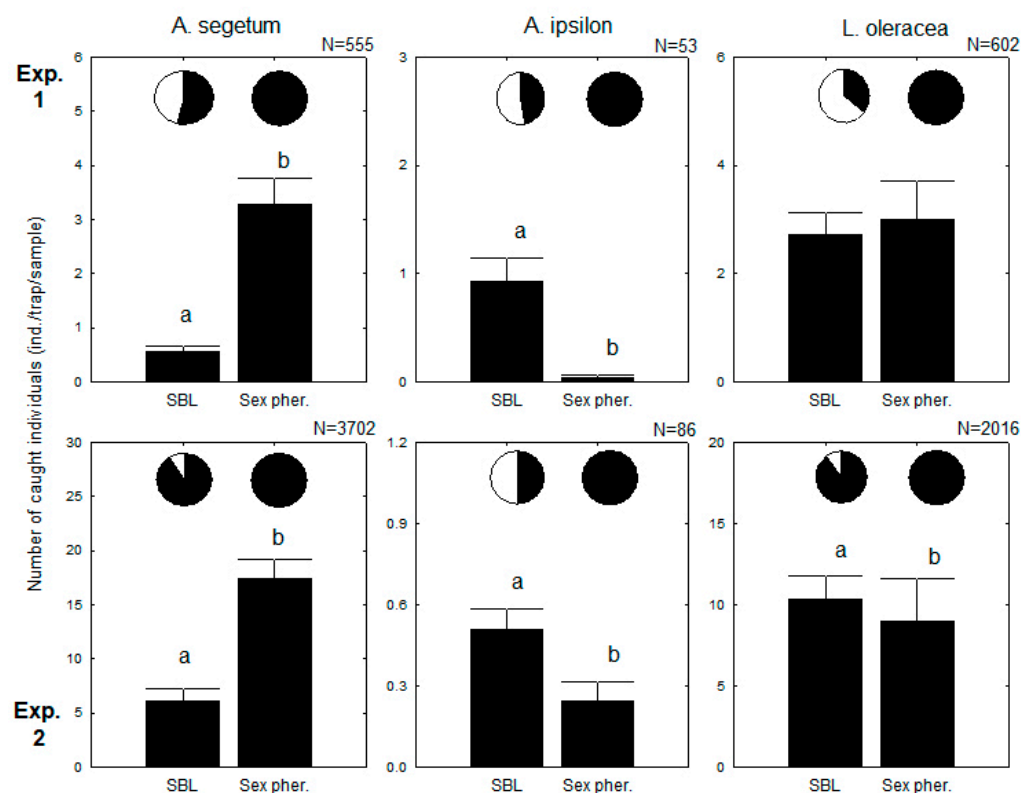 A. segetum
A. ipsilon
L. oleracea
N=555
N=53
N=602
Exp.
1
6
5
4
3
2
1
0
a
b
SBL
Sex pher.
3
2
1
0
a
b
SBL
Sex pher.
6
4
2
0
SBL
Sex pher.
Number of caught individuals (ind./trap/sample)
N=3702
N=86
N=2016
Exp.
2
30
25
20
15
10
5
0
a
b
SBL
Sex pher.
1.2
0.9
0.6
0.3
0.0
a
b
SBL
Sex pher.
20
15
10
5
0
a
b
SBL
Sex pher.